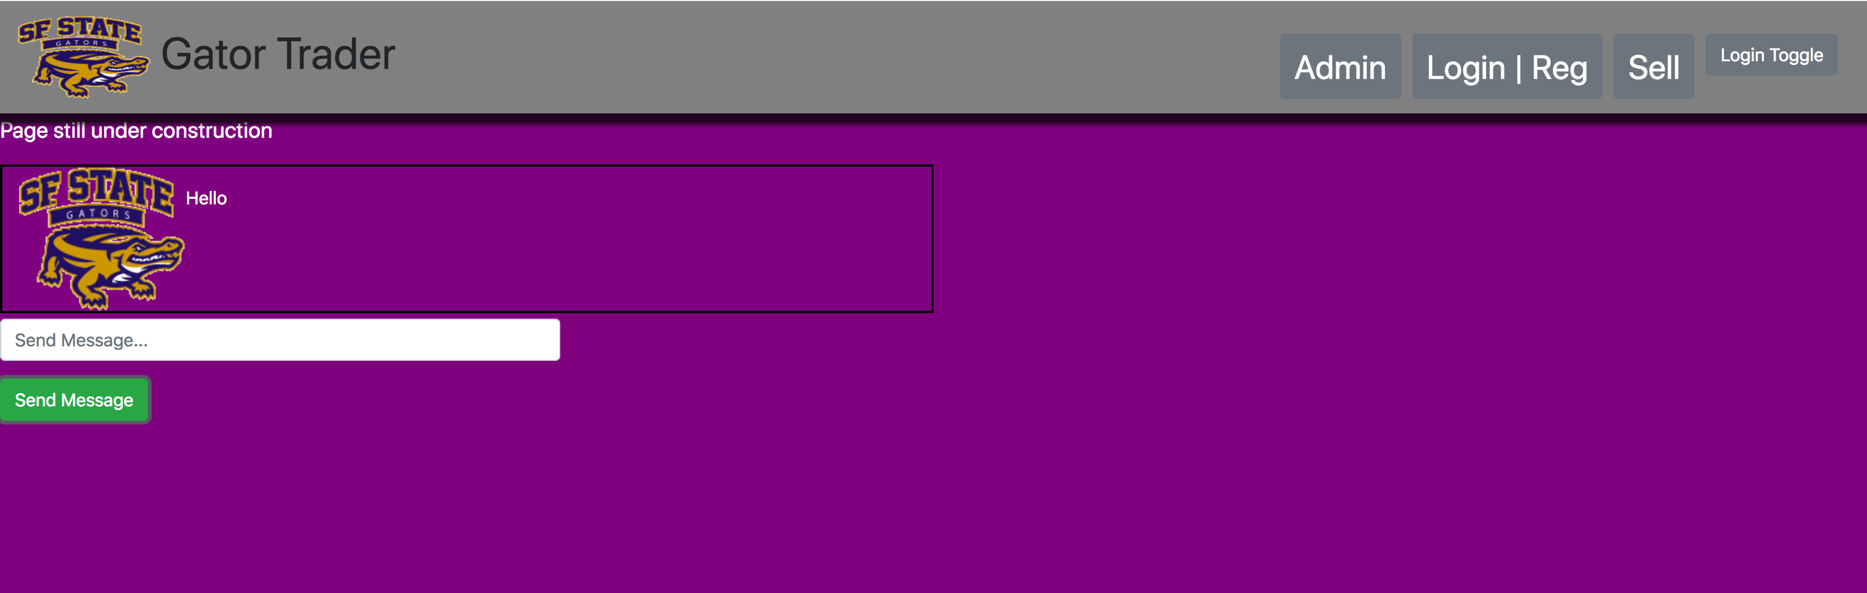 SF STATE
GATORS
Gator Trader
Admin
Login | Reg
Sell
Login Toggle
Page still under construction
SF STATE
GATORS
Hello
Send Message...
Send Message